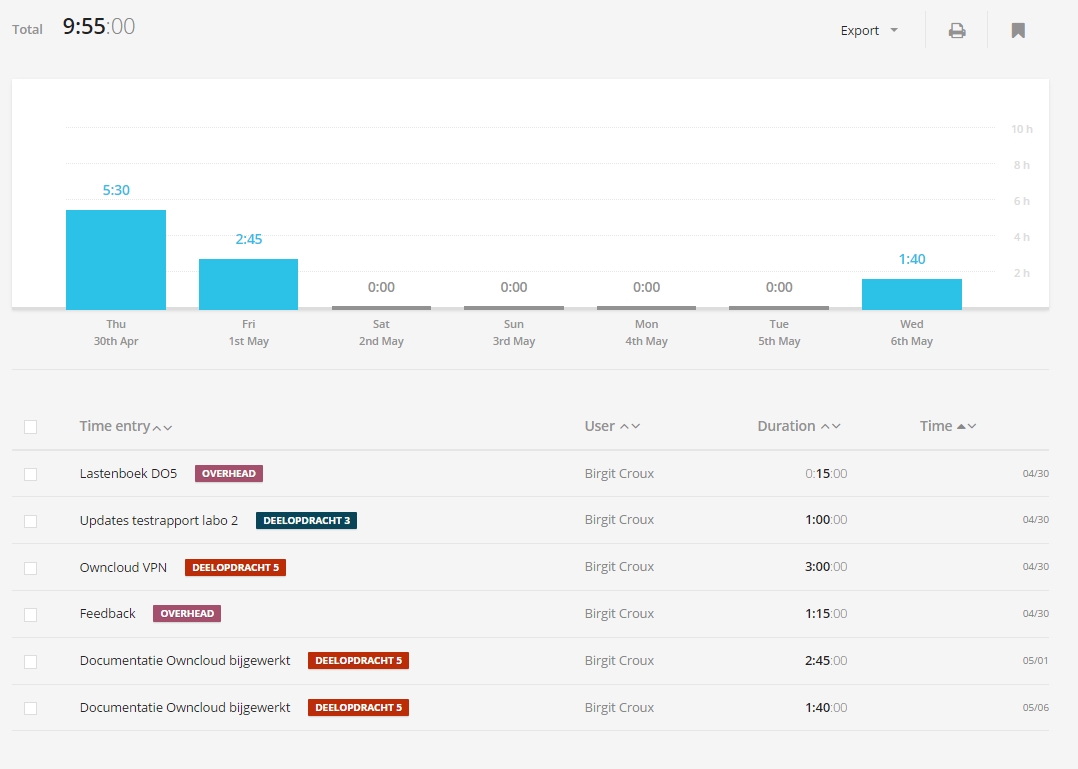 Total 9:55:00 Export
10 h
8 h
6 h
4 h
2 h
5:30 2:45 0:00 0:00 0:00 0:00 1:40
Thu Fri Sat Sun Mon Tue Wed
30th Apr 1st May 2nd May 3rd May 4th May 5th May 6th May
Time entry User Duration Time
Lastenboek DO5 OVERHEAD Birgit Croux 0:15:00 04/30
Updates testrapport labo 2 DEELOPDRACHT 3 Birgit Croux 1:00:00 04/30
Owncloud VPN DEELOPDRACHT 5 Birgit Croux 3:00:00 04/30
Feedback OVERHEAD Birgit Croux 1:15:00 04/30
Documentatie Owncloud bijgewerkt DEELOPDRACHT 5 Birgit Croux 2:45:00 05/01
Documentatie Owncloud bijgewerkt DEELOPDRACHT 5 Birgit Croux 1:40:00 05/06